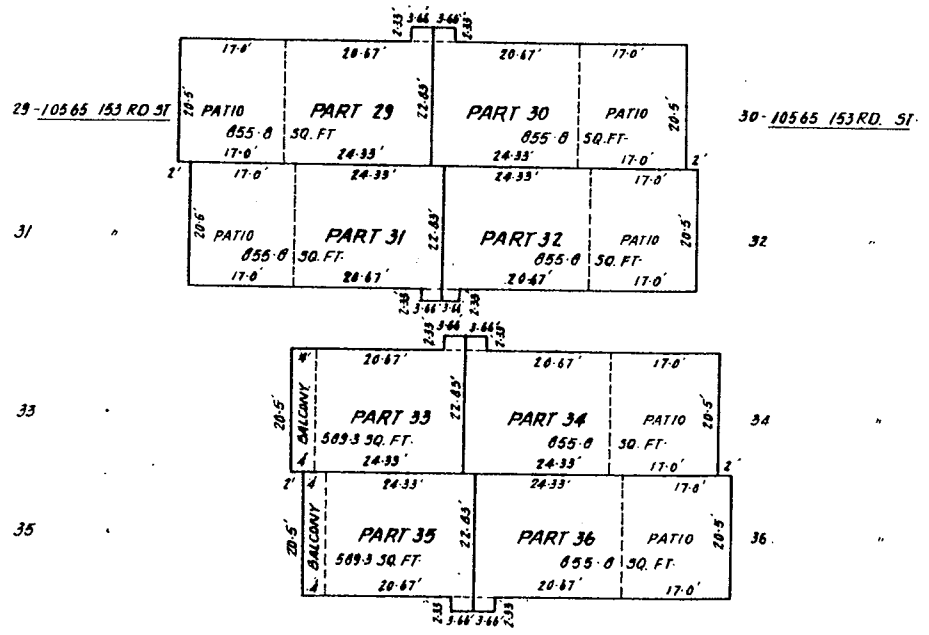 2·33' 3·66' 3·66' 2·33'
17·0' 20·67' 20·67' 17·0'
29 - 10565 153 RD ST 20·5' PATIO PART 29 22·83' PART 30 PATIO 20·5' 30 - 10565 153 RD. ST.
855·8 SQ. FT 855·8 SQ. FT.
17·0' 24·33' 24·33' 17·0'
2' 17·0' 24·33' 24·33' 17·0' 2'
31 " 20·5' PATIO PART 31 22·83' PART 32 PATIO 20·5' 32 "
855·8 SQ. FT. 855·8 SQ. FT.
17·0' 20·67' 20·67' 17·0'
2·33' 3·66' 3·66' 2·33'
2·33' 3·66' 3·66' 2·33'
4' 20·67' 20·67' 17·0'
33 " 20·5' BALCONY PART 33 22·83' PART 34 PATIO 20·5' 34 "
589·3 SQ. FT. 855·8 SQ. FT.
4' 24·33' 24·33' 17·0' 2'
2' 4' 24·33' 24·33' 17·0'
35 " 20·5' BALCONY PART 35 22·83' PART 36 PATIO 20·5' 36 "
589·3 SQ. FT. 855·8 SQ. FT.
4' 20·67' 20·67' 17·0'
2·33' 3·66' 3·66' 2·33'